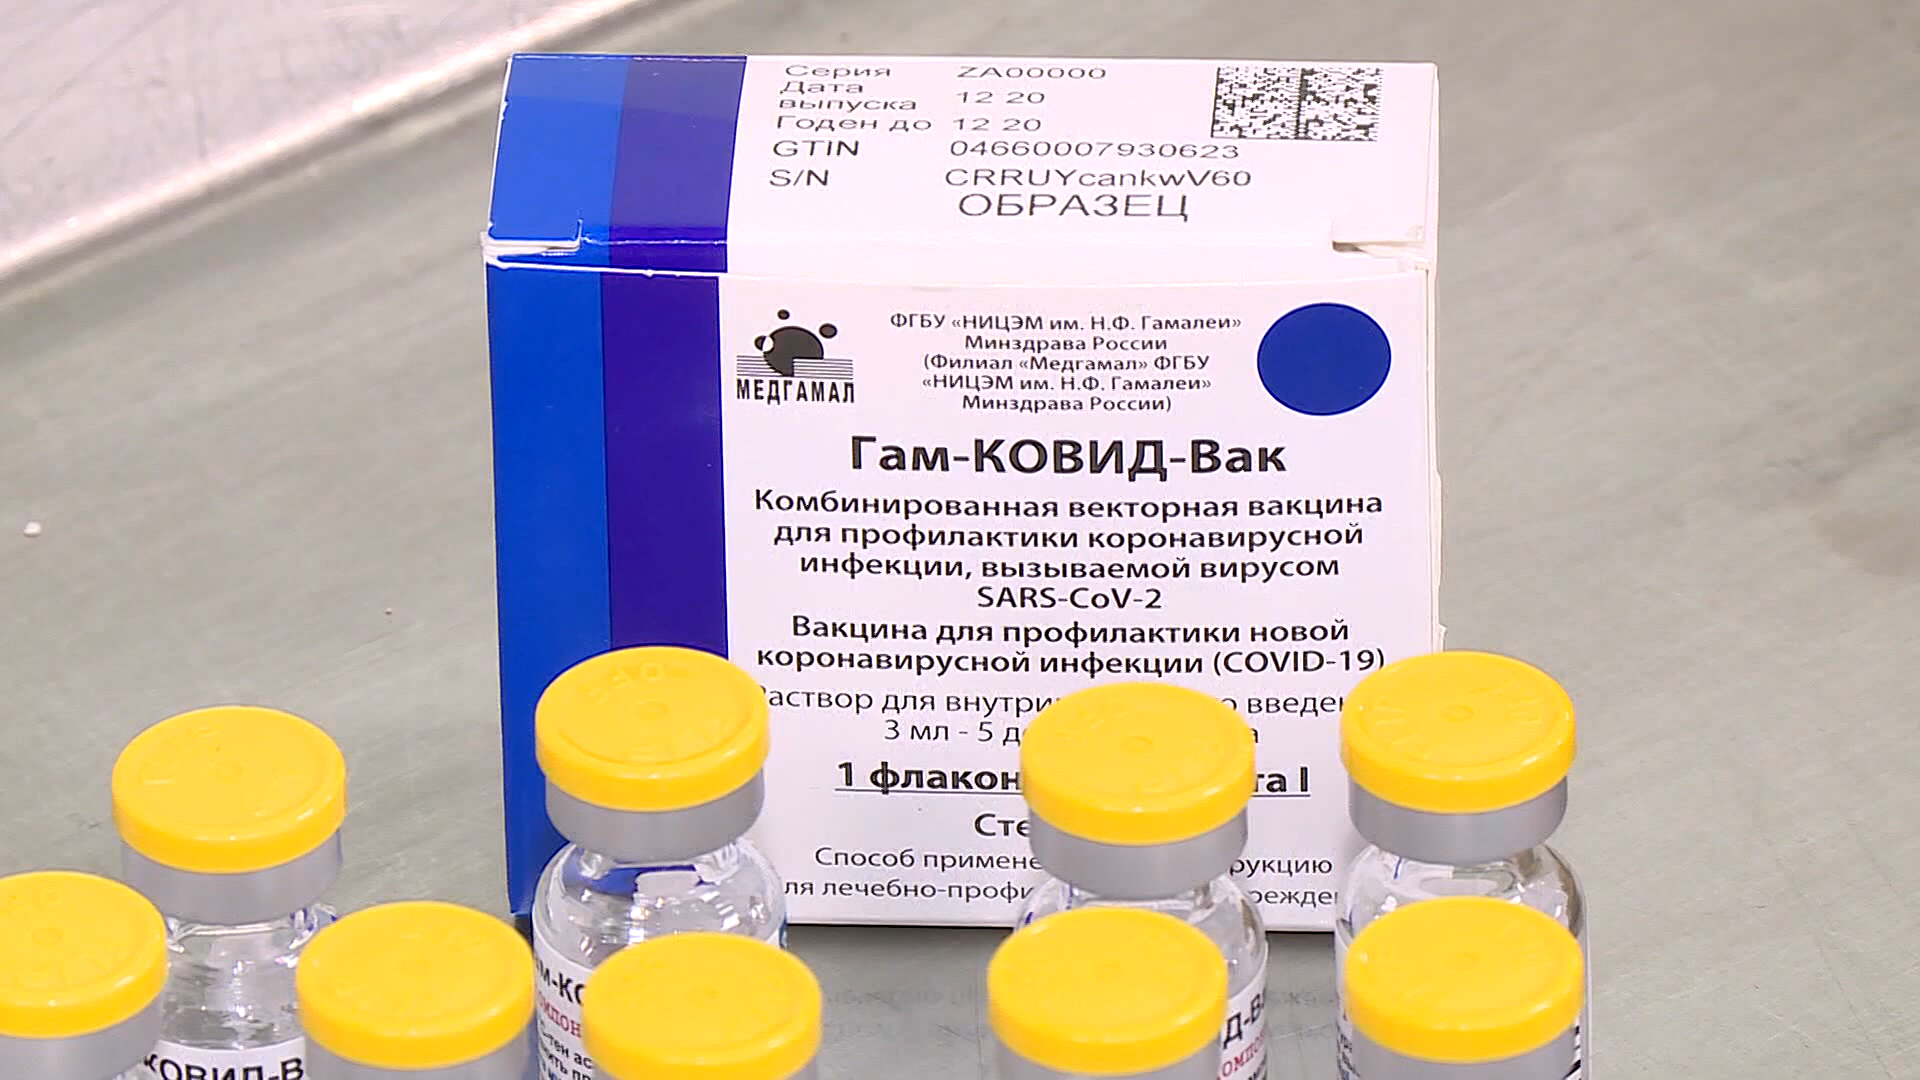 Серия ZA00000
Дата
выпуска 12 20
Годен до 12 20
GTIN 04660007930623
S/N CRRUYcankwV60
ОБРАЗЕЦ
МЕДГАМАЛ
ФГБУ «НИЦЭМ им. Н.Ф. Гамалеи»
Минздрава России
(Филиал «Медгамал» ФГБУ
«НИЦЭМ им. Н.Ф. Гамалеи»
Минздрава России)
Гам-КОВИД-Вак
Комбинированная векторная вакцина
для профилактики коронавирусной
инфекции, вызываемой вирусом
SARS-CoV-2
Вакцина для профилактики новой
коронавирусной инфекции (COVID-19)
для
3 мл - 5
1 флакон I
Способ